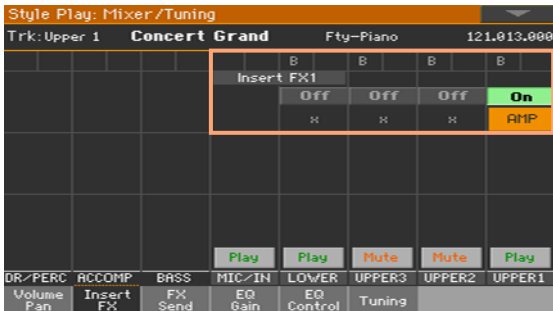 Style Play: Mixer/Tuning
Trk:Upper 1 Concert Grand Fty-Piano 121.013.000
B B B B
Insert FX1
Off Off Off On
x x x AMP
Play Play Mute Mute Play
DR/PERC ACCOMP BASS MIC/IN LOWER UPPER3 UPPER2 UPPER1
Volume Insert FX EQ EQ Tuning
Pan FX Send Gain Control